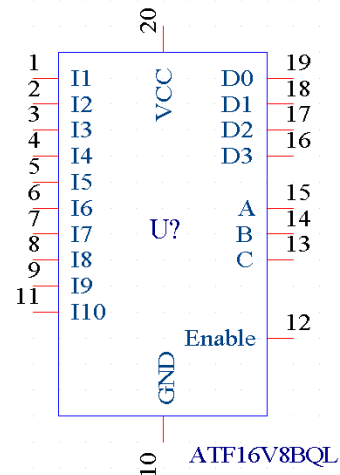 20
1 I1 VCC D0 19
2 I2 D1 18
3 I3 D2 17
4 I4 D3 16
5 I5
6 I6 A 15
7 I7 U? B 14
8 I8 C 13
9 I9
11 I10
Enable 12
GND
10 ATF16V8BQL